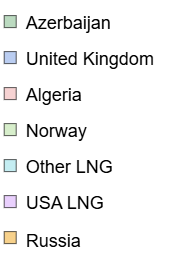 Azerbaijan
United Kingdom
Algeria
Norway
Other LNG
USA LNG
Russia